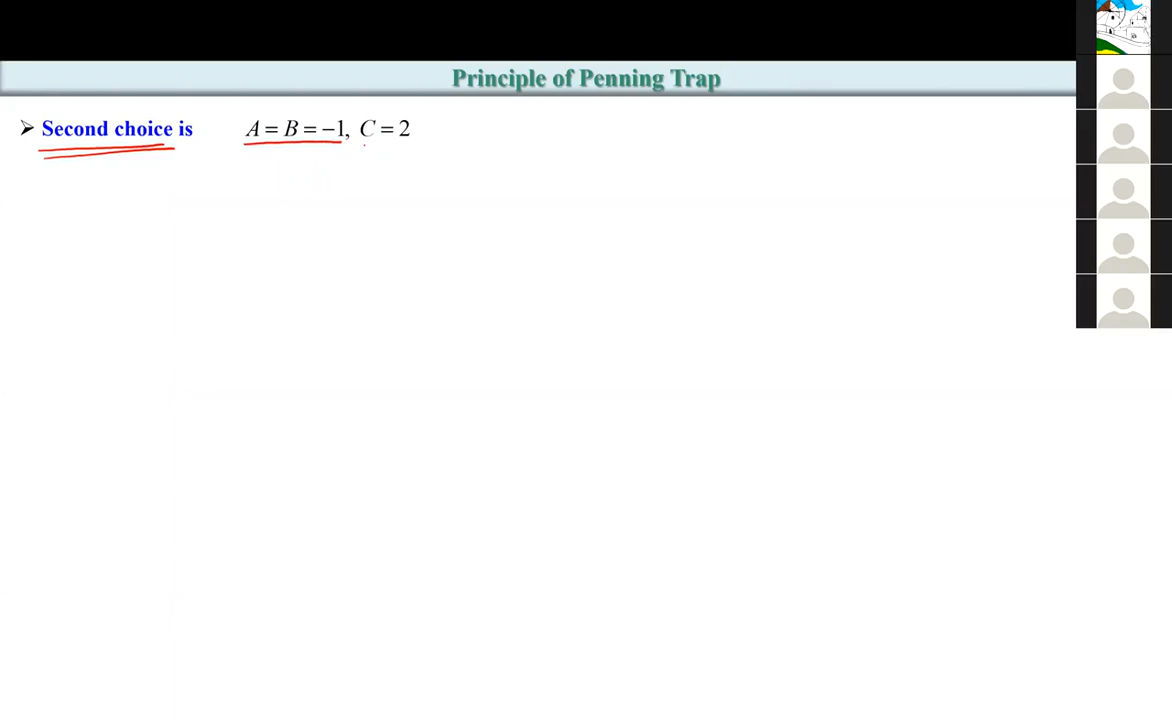 Principle of Penning Trap
➢ Second choice is A = B = −1, C = 2